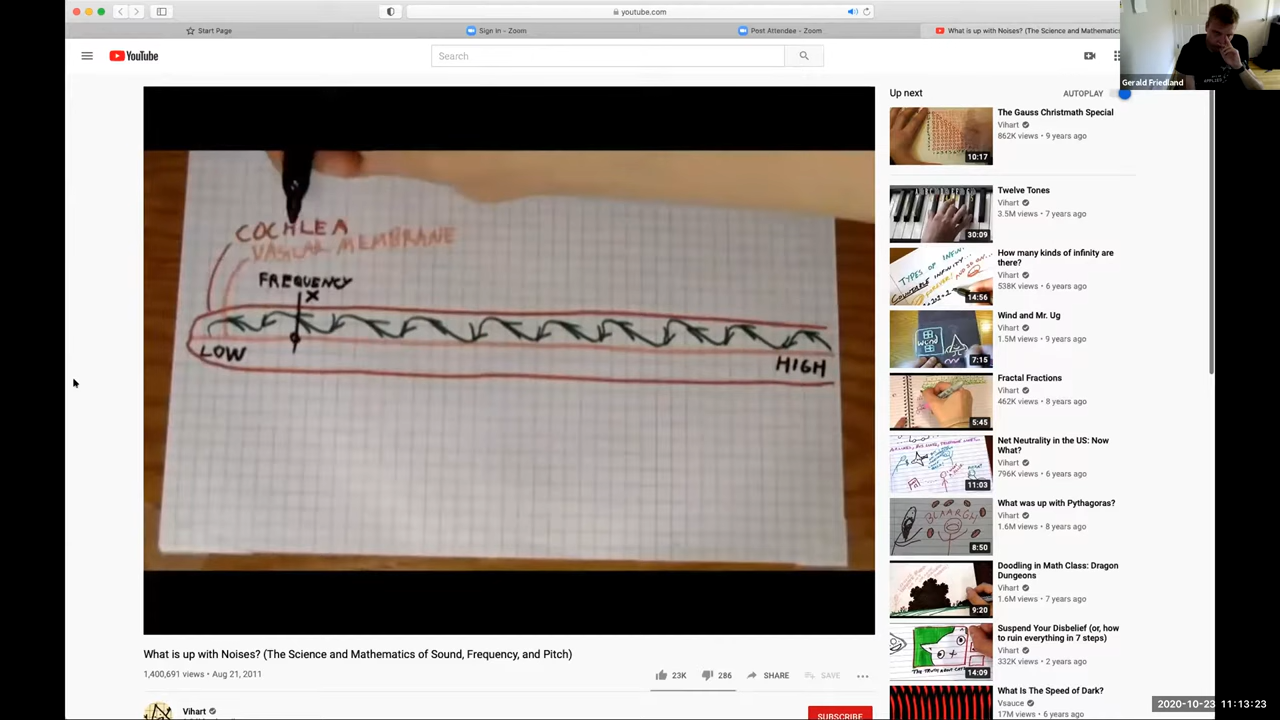 youtube.com
Start Page
Sign In - Zoom
Post Attendae - Zoom
What is up with Noises? (The Science and Mathematics
YouTube
Search
Gerald Friedland
COCHLEA
MEMBRANE
FREQUENCY
X
LOW
HIGH
Up next
AUTOPLAY
The Gauss Christmath Special
Vihart
862K views • 9 years ago
10:17
Twelve Tones
Vihart
3.5M views • 7 years ago
30:09
How many kinds of infinity are
there?
Vihart
538K views • 6 years ago
TYPES OF INFIN
COUNTABLE INFINITY...
14:56
Wind and Mr. Ug
Vihart
1.5M views • 9 years ago
WIND
7:15
Fractal Fractions
Vihart
462K views • 8 years ago
5:45
Net Neutrality in the US: Now
What?
Vihart
796K views • 6 years ago
11:03
What was up with Pythagoras?
Vihart
1.6M views • 8 years ago
BLAARGH
8:50
Doodling in Math Class: Dragon
Dungeons
Vihart
1.6M views • 7 years ago
9:20
Suspend Your Disbelief (or, how
to ruin everything in 7 steps)
Vihart
332K views • 2 years ago
14:09
What Is The Speed of Dark?
Vsauce
17M views • 6 years ago
What is up with Noises? (The Science and Mathematics of Sound, Frequency, and Pitch)
1,400,691 views • Aug 21, 2011
23K
286
SHARE
SAVE
Vihart
SUBSCRIBE
2020-10-23 11:13:23